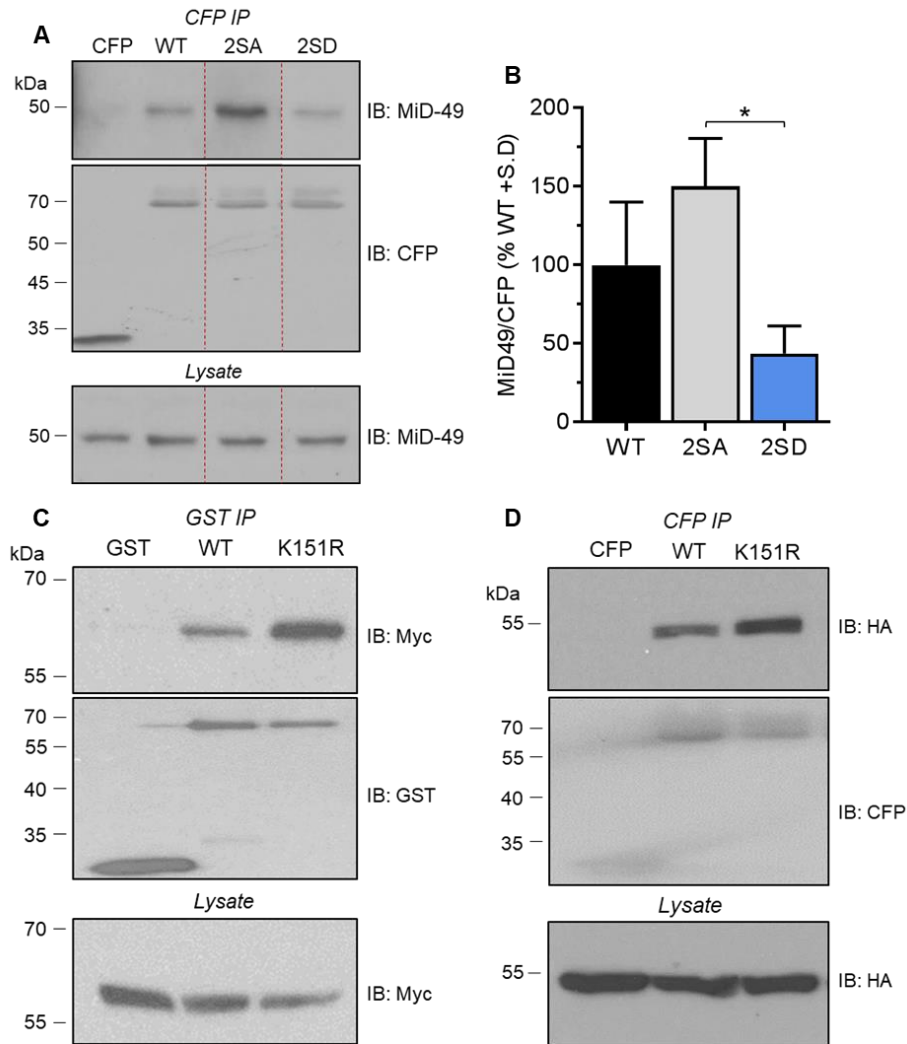 A
CFP IP
CFP WT 2SA 2SD
kDa
50
IB: MiD-49
70
50
45
35
IB: CFP
Lysate
50
IB: MiD-49
B
MiD49/CFP (% WT +S.D)
200
150
100
50
0
*
WT 2SA 2SD
C
GST IP
kDa
GST WT K151R
70
55
IB: Myc
70
55
40
35
IB: GST
Lysate
70
55
IB: Myc
D
CFP IP
CFP WT K151R
kDa
55
IB: HA
70
55
40
35
IB: CFP
Lysate
55
IB: HA